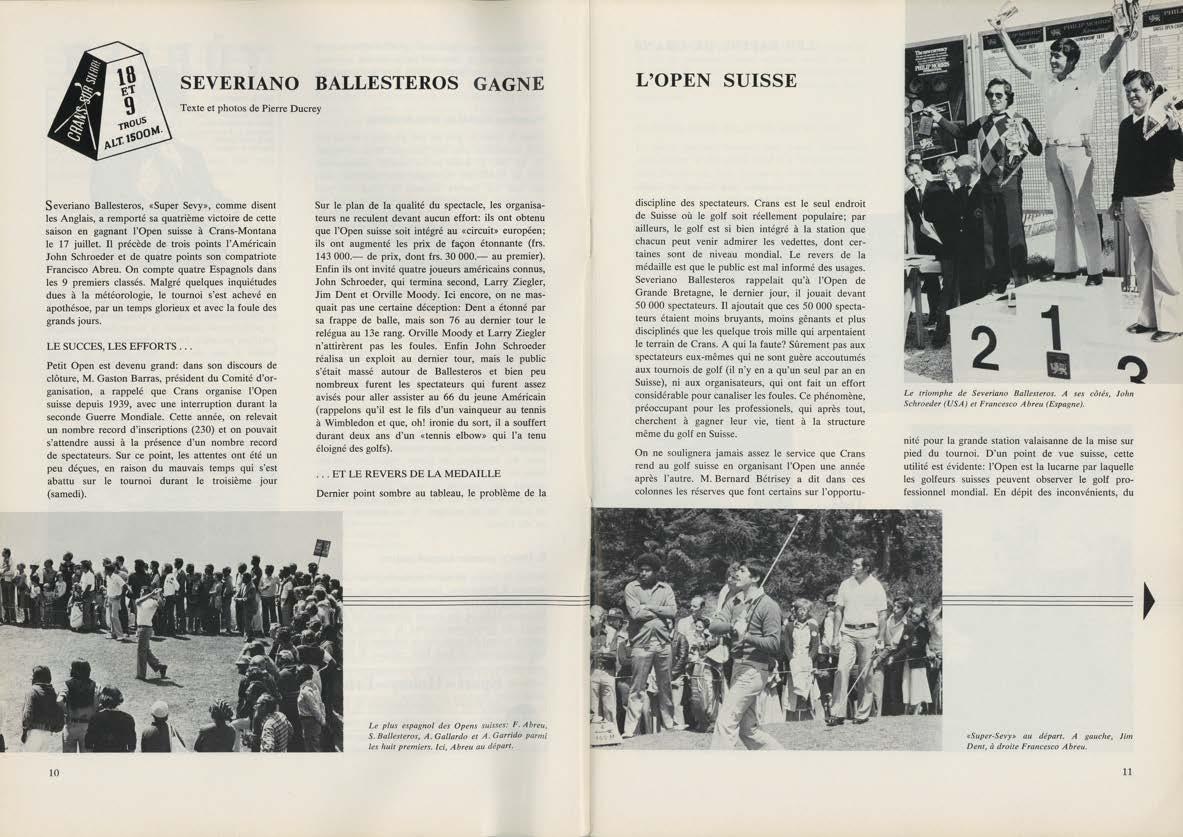 CRANS-SUR-SIERRE
18
ET
9
TROUS
ALT. 1500M.
SEVERIANO BALLESTEROS GAGNE
Texte et photos de Pierre Ducrey
Severiano Ballesteros, «Super Sevy», comme disent
les Anglais, a remporté sa quatrième victoire de cette
saison en gagnant l'Open suisse à Crans-Montana
le 17 juillet. Il précède de trois points l'Américain
John Schroeder et de quatre points son compatriote
Francisco Abreu. On compte quatre Espagnols dans
les 9 premiers classés. Malgré quelques inquiétudes
dues à la météorologie, le tournoi s'est achevé en
apothésoe, par un temps glorieux et avec la foule des
grands jours.
LE SUCCES, LES EFFORTS . . .
Petit Open est devenu grand: dans son discours de
clôture, M. Gaston Barras, président du Comité d'or-
ganisation, a rappelé que Crans organise l'Open
suisse depuis 1939, avec une interruption durant la
seconde Guerre Mondiale. Cette année, on relevait
un nombre record d'inscriptions (230) et on pouvait
s'attendre aussi à la présence d'un nombre record
de spectateurs. Sur ce point, les attentes ont été un
peu déçues, en raison du mauvais temps qui s'est
abattu sur le tournoi durant le troisième jour
(samedi).
Sur le plan de la qualité du spectacle, les organisa-
teurs ne reculent devant aucun effort: ils ont obtenu
que l'Open suisse soit intégré au «circuit» européen;
ils ont augmenté les prix de façon étonnante (frs.
143 000.— de prix, dont frs. 30 000.— au premier).
Enfin ils ont invité quatre joueurs américains connus,
John Schroeder, qui termina second, Larry Ziegler,
Jim Dent et Orville Moody. Ici encore, on ne mas-
quait pas une certaine déception: Dent a étonné par
sa frappe de balle, mais son 76 au dernier tour le
relégua au 13e rang. Orville Moody et Larry Ziegler
n'attirèrent pas les foules. Enfin John Schroeder
réalisa un exploit au dernier tour, mais le public
s'était massé autour de Ballesteros et bien peu
nombreux furent les spectateurs qui furent assez
avisés pour aller assister au 66 du jeune Américain
(rappelons qu'il est le fils d'un vainqueur au tennis
à Wimbledon et que, oh! ironie du sort, il a souffert
durant deux ans d'un «tennis elbow» qui l'a tenu
éloigné des golfs).
. . . ET LE REVERS DE LA MEDAILLE
Dernier point sombre au tableau, le problème de la
Le plus espagnol des Opens suisses: F. Abreu,
S. Ballesteros, A. Gallardo et A. Garrido parmi
les huit premiers. Ici, Abreu au départ.
10
L'OPEN SUISSE
discipline des spectateurs. Crans est le seul endroit
de Suisse où le golf soit réellement populaire; par
ailleurs, le golf est si bien intégré à la station que
chacun peut venir admirer les vedettes, dont cer-
taines sont de niveau mondial. Le revers de la
médaille est que le public est mal informé des usages.
Severiano Ballesteros rappelait qu'à l'Open de
Grande Bretagne, le dernier jour, il jouait devant
50 000 spectateurs. Il ajoutait que ces 50 000 specta-
teurs étaient moins bruyants, moins gênants et plus
disciplinés que les quelque trois mille qui arpentaient
le terrain de Crans. A qui la faute? Sûrement pas aux
spectateurs eux-mêmes qui ne sont guère accoutumés
aux tournois de golf (il n'y en a qu'un seul par an en
Suisse), ni aux organisateurs, qui ont fait un effort
considérable pour canaliser les foules. Ce phénomène,
préoccupant pour les professionels, qui après tout,
cherchent à gagner leur vie, tient à la structure
même du golf en Suisse.
On ne soulignera jamais assez le service que Crans
rend au golf suisse en organisant l'Open une année
après l'autre. M. Bernard Bétrisey a dit dans ces
colonnes les réserves que font certains sur l'opportu-
PHILIP MORRIS
International
PHILIP MORRIS
2
1
3
Le triomphe de Severiano Ballesteros. A ses côtés, John
Schroeder (USA) et Francesco Abreu (Espagne).
nité pour la grande station valaisanne de la mise sur
pied du tournoi. D'un point de vue suisse, cette
utilité est évidente: l'Open est la lucarne par laquelle
les golfeurs suisses peuvent observer le golf pro-
fessionnel mondial. En dépit des inconvénients, du
«Super-Sevy» au départ. A gauche, Jim
Dent, à droite Francesco Abreu.
11